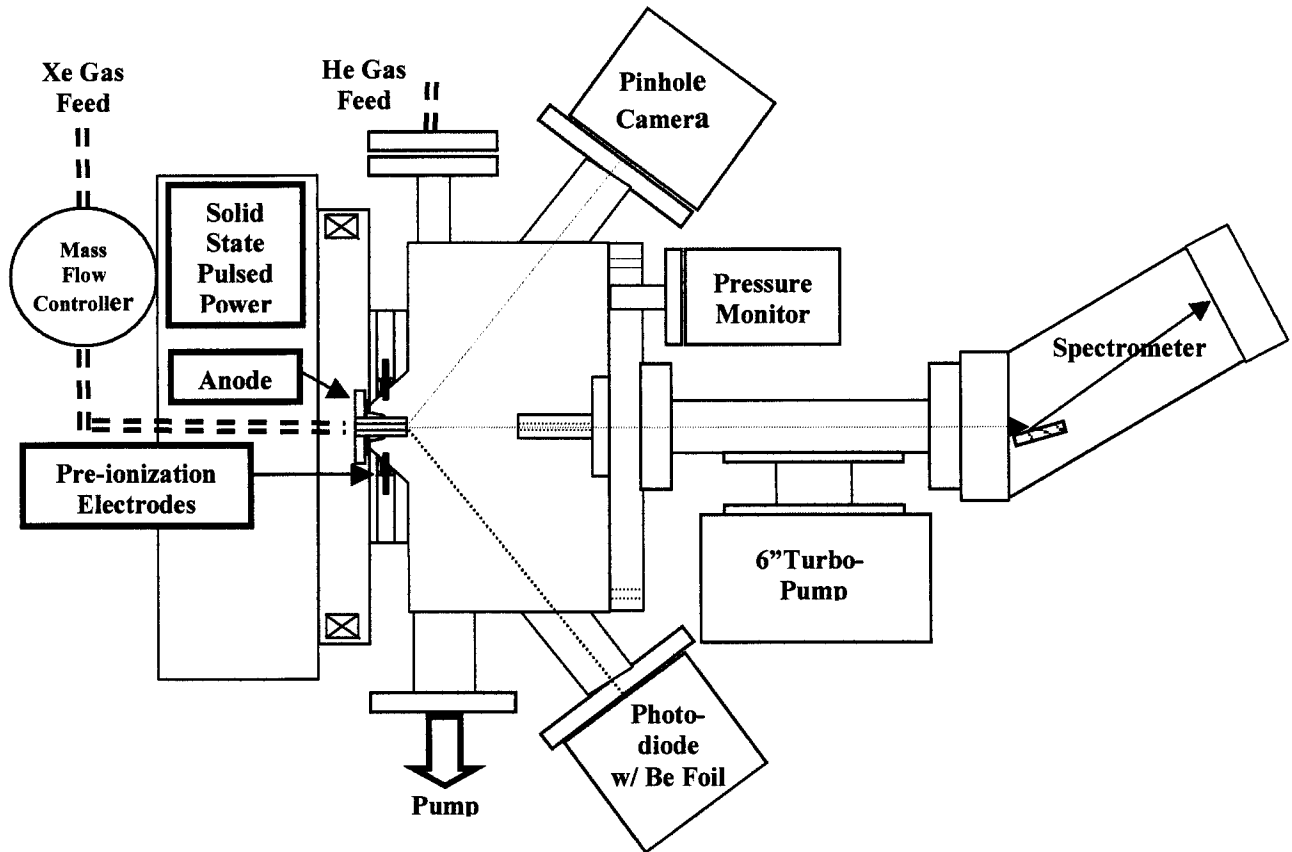 Xe Gas
Feed
He Gas
Feed
Pinhole
Camera
Solid
State
Pulsed
Power
Mass
Flow
Controller
Pressure
Monitor
Spectrometer
Anode
Pre-ionization
Electrodes
6”Turbo-
Pump
Photo-
diode
w/ Be Foil
Pump